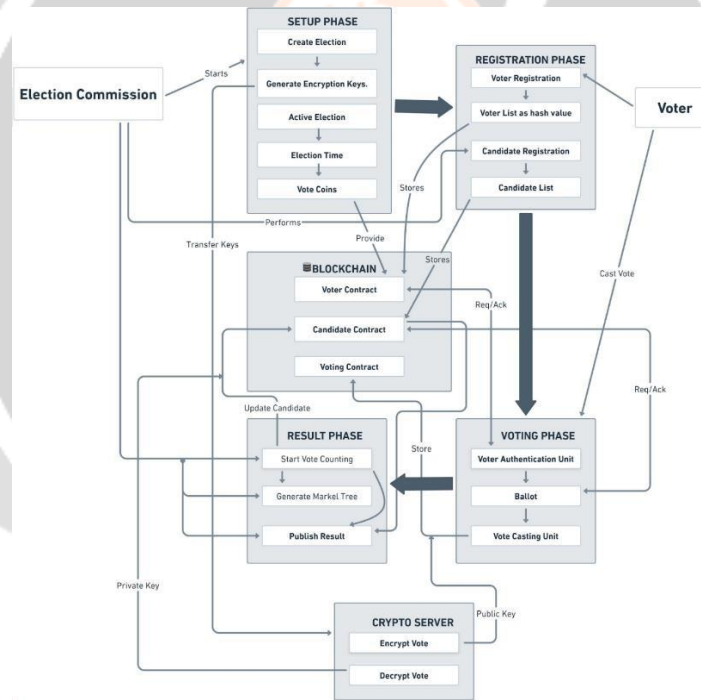 SETUP PHASE
Create Election
Generate Encryption Keys.
Active Election
Election Time
Vote Coins
Election Commission
Starts
REGISTRATION PHASE
Voter Registration
Voter List as hash value
Candidate Registration
Candidate List
Voter
Performs
Provide
Stores
Stores
Transfer Keys
Cast Vote
BLOCKCHAIN
Voter Contract
Candidate Contract
Voting Contract
Req/Ack
Req/Ack
Update Candidate
Store
RESULT PHASE
Start Vote Counting
Generate Markel Tree
Publish Result
VOTING PHASE
Voter Authentication Unit
Ballot
Vote Casting Unit
Private Key
Public Key
CRYPTO SERVER
Encrypt Vote
Decrypt Vote